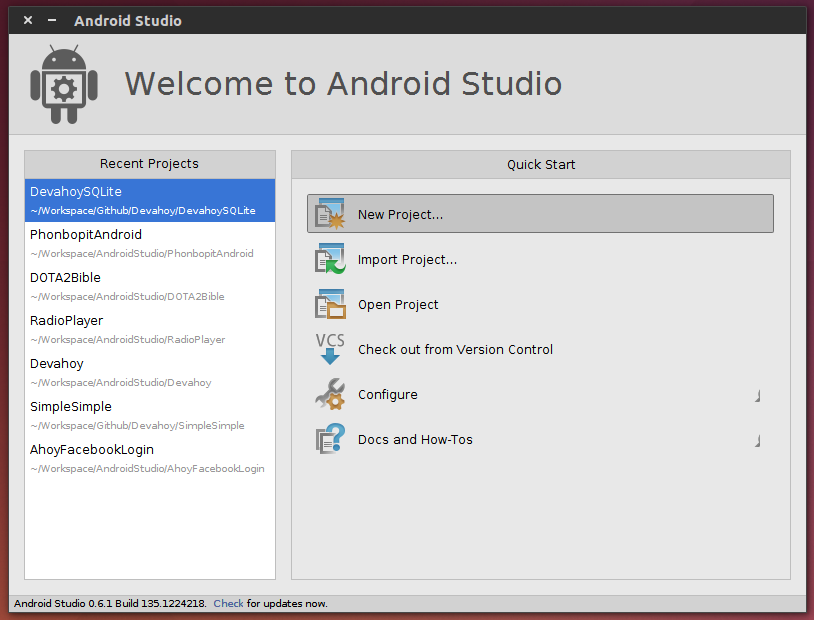 Android Studio
Welcome to Android Studio
Recent Projects
DevahoySQLite
~/Workspace/Github/Devahoy/DevahoySQLite
PhonbopitAndroid
~/Workspace/AndroidStudio/PhonbopitAndroid
DOTA2Bible
~/Workspace/AndroidStudio/DOTA2Bible
RadioPlayer
~/Workspace/AndroidStudio/RadioPlayer
Devahoy
~/Workspace/AndroidStudio/Devahoy
SimpleSimple
~/Workspace/Github/Devahoy/SimpleSimple
AhoyFacebookLogin
~/Workspace/AndroidStudio/AhoyFacebookLogin
Quick Start
New Project...
Import Project...
Open Project
VCS
Check out from Version Control
Configure
Docs and How-Tos
Android Studio 0.6.1 Build 135.1224218. Check for updates now.